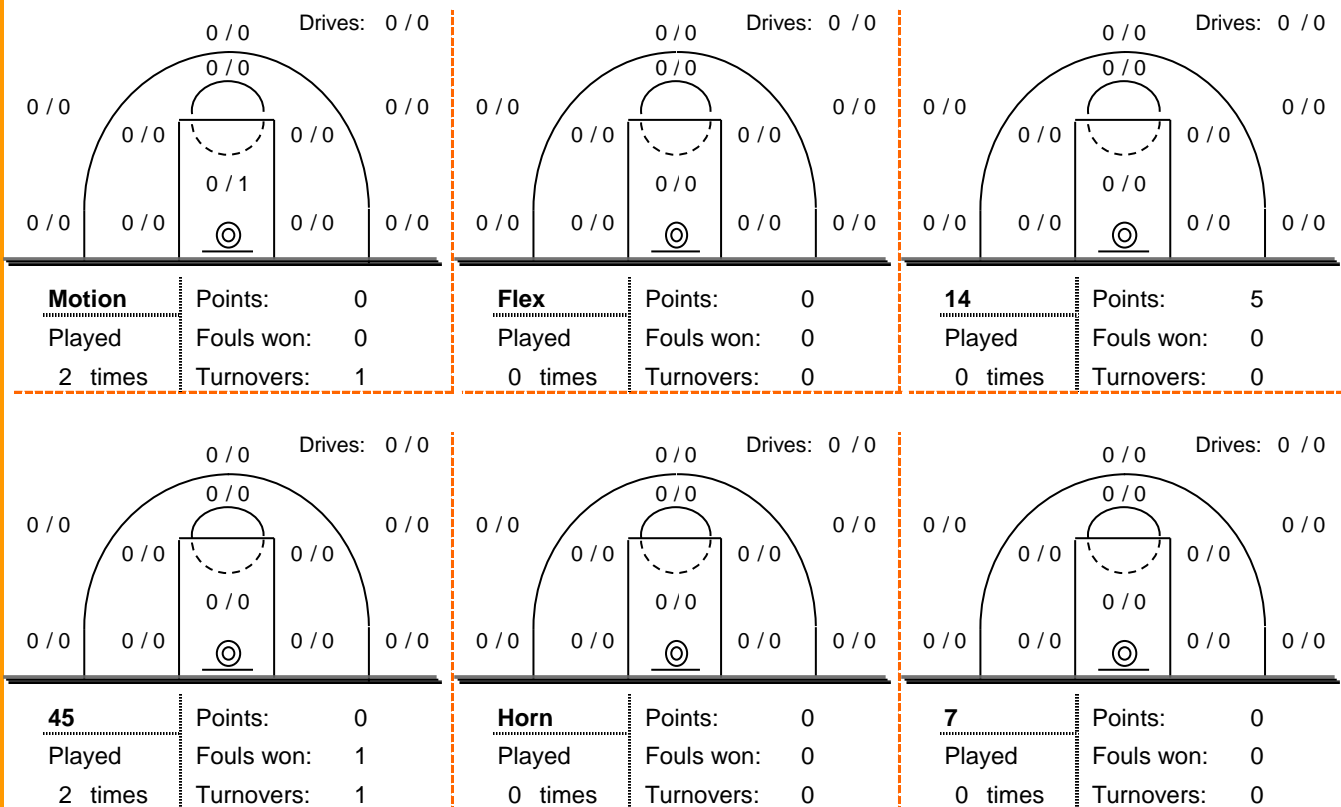 0 / 0 Drives: 0 / 0
0 / 0
0 / 0 0 / 0
0 / 0 0 / 0
0 / 1
0 / 0 0 / 0 0 / 0 0 / 0
Motion Points: 0
Played Fouls won: 0
2 times Turnovers: 1
0 / 0 Drives: 0 / 0
0 / 0
0 / 0 0 / 0
0 / 0 0 / 0
0 / 0
0 / 0 0 / 0 0 / 0 0 / 0
Flex Points: 0
Played Fouls won: 0
0 times Turnovers: 0
0 / 0 Drives: 0 / 0
0 / 0
0 / 0 0 / 0
0 / 0 0 / 0
0 / 0
0 / 0 0 / 0 0 / 0 0 / 0
14 Points: 5
Played Fouls won: 0
0 times Turnovers: 0
0 / 0 Drives: 0 / 0
0 / 0
0 / 0 0 / 0
0 / 0 0 / 0
0 / 0
0 / 0 0 / 0 0 / 0 0 / 0
45 Points: 0
Played Fouls won: 1
2 times Turnovers: 1
0 / 0 Drives: 0 / 0
0 / 0
0 / 0 0 / 0
0 / 0 0 / 0
0 / 0
0 / 0 0 / 0 0 / 0 0 / 0
Horn Points: 0
Played Fouls won: 0
0 times Turnovers: 0
0 / 0 Drives: 0 / 0
0 / 0
0 / 0 0 / 0
0 / 0 0 / 0
0 / 0
0 / 0 0 / 0 0 / 0 0 / 0
7 Points: 0
Played Fouls won: 0
0 times Turnovers: 0